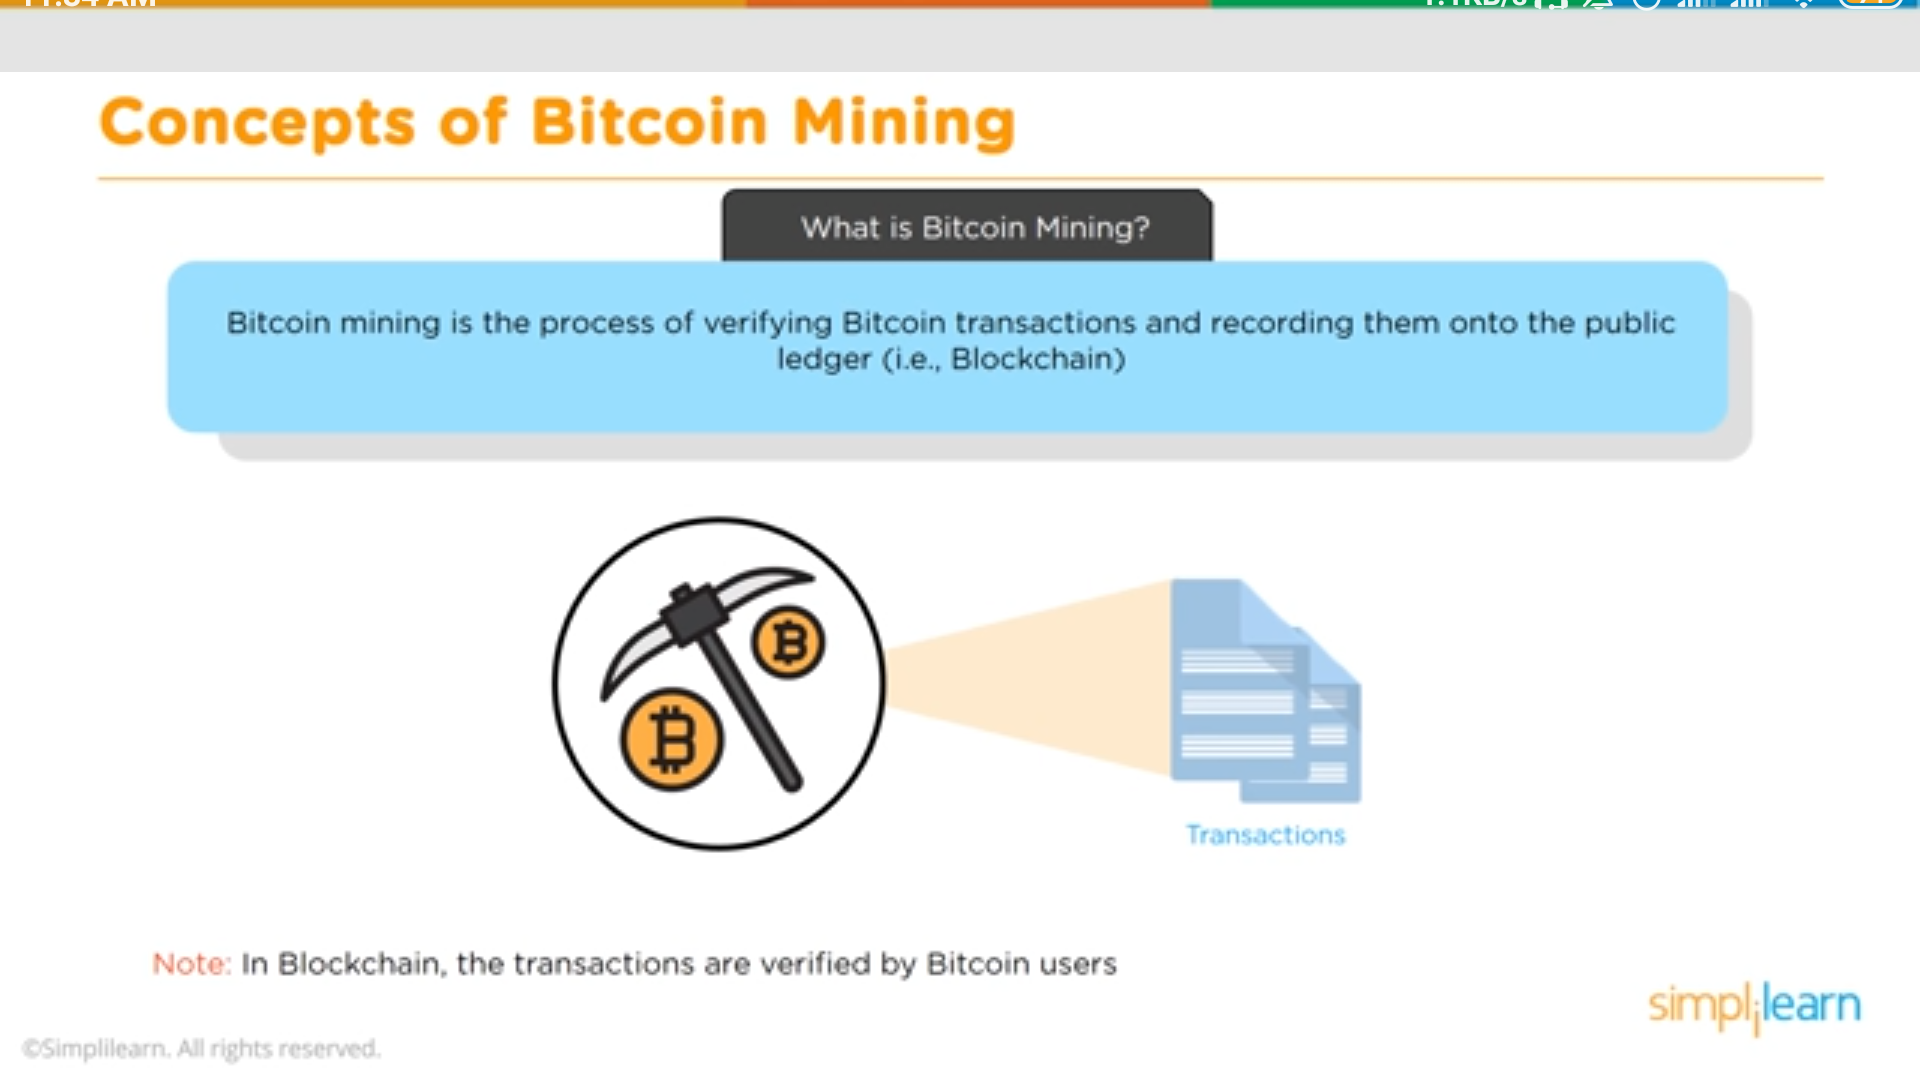 Concepts of Bitcoin Mining
What is Bitcoin Mining?
Bitcoin mining is the process of verifying Bitcoin transactions and recording them onto the public
ledger (i.e., Blockchain)
Transactions
Note: In Blockchain, the transactions are verified by Bitcoin users
simplilearn
©Simplilearn. All rights reserved.